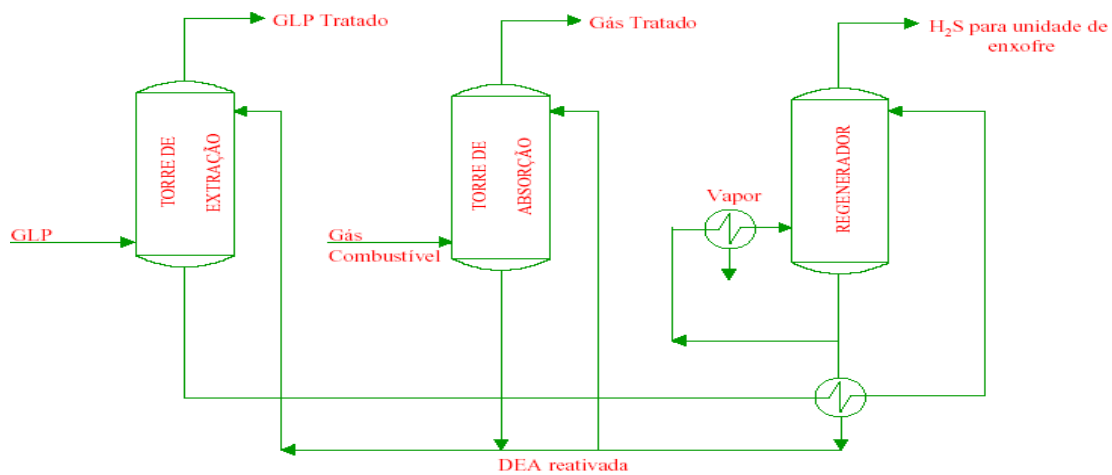 GLP Tratado
Gás Tratado
H₂S para unidade de
enxofre
TORRE DE
EXTRAÇÃO
TORRE DE
ABSORÇÃO
REGENERADOR
Vapor
GLP
Gás
Combustível
DEA reativada